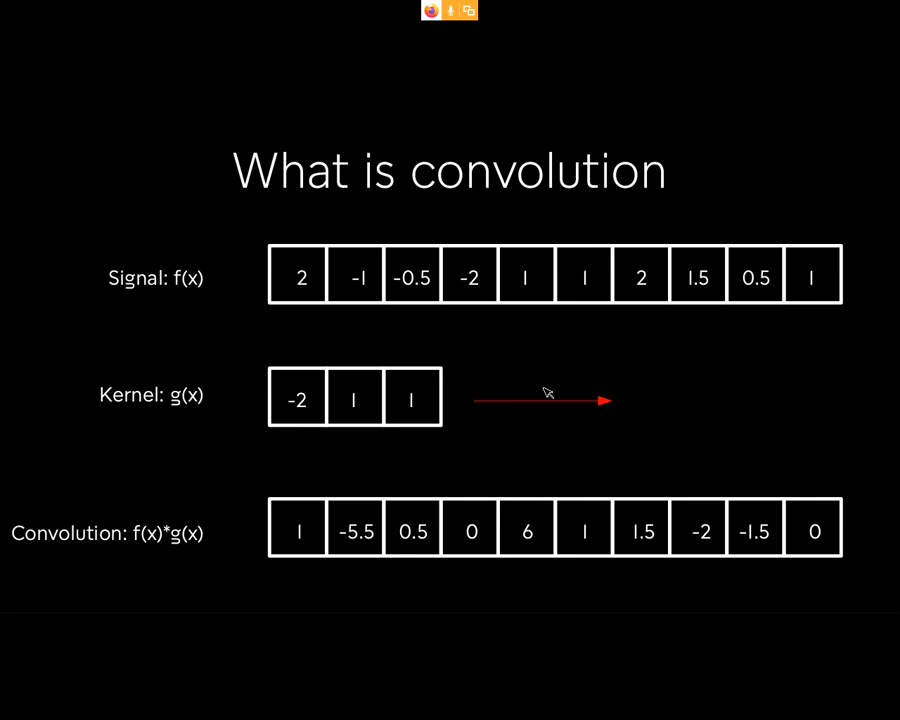 What is convolution
Signal: f(x) 2 -1 -0.5 -2 1 1 2 1.5 0.5 1
Kernel: g(x) -2 1 1
Convolution: f(x)*g(x) 1 -5.5 0.5 0 6 1 1.5 -2 -1.5 0